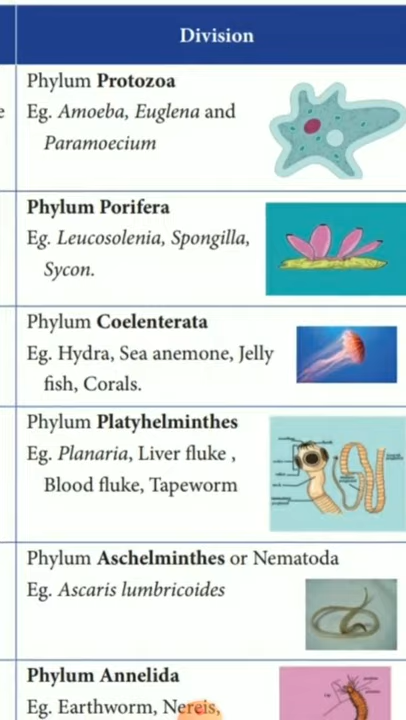 Division
Phylum Protozoa
e Eg. Amoeba, Euglena and
Paramoecium
Phylum Porifera
Eg. Leucosolenia, Spongilla,
Sycon.
Phylum Coelenterata
Eg. Hydra, Sea anemone, Jelly
fish, Corals.
Phylum Platyhelminthes
Eg. Planaria, Liver fluke ,
Blood fluke, Tapeworm
Phylum Aschelminthes or Nematoda
Eg. Ascaris lumbricoides
Phylum Annelida
Eg. Earthworm, Nereis,